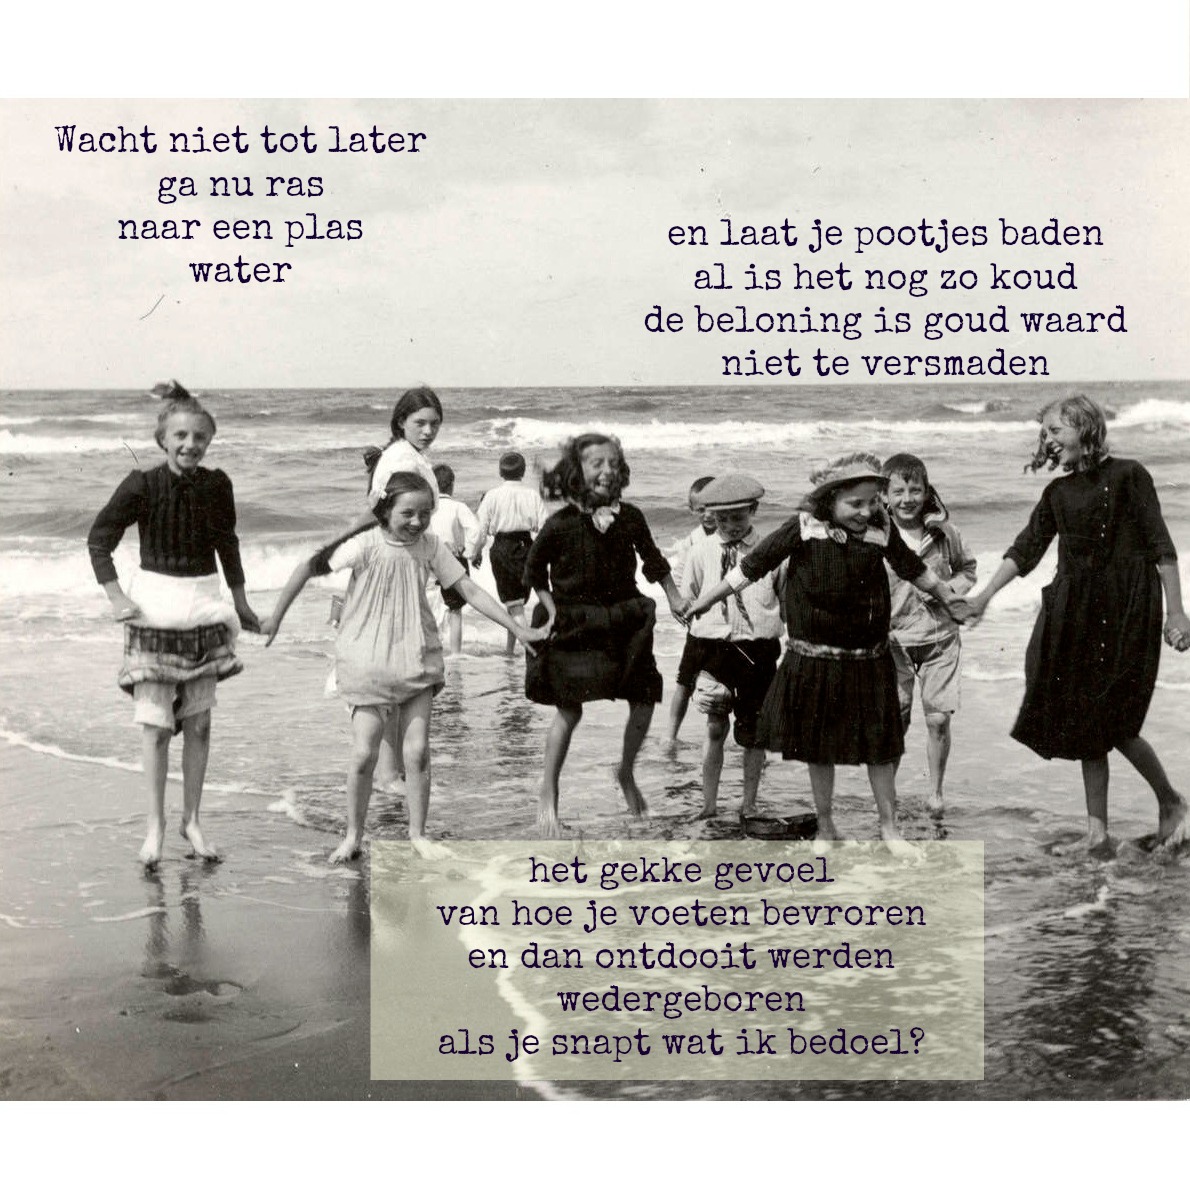 Wacht niet tot later
ga nu ras
naar een plas
water
en laat je pootjes baden
al is het nog zo koud
de beloning is goud waard
niet te versmaden
het gekke gevoel
van hoe je voeten bevroren
en dan ontdooit werden
wedergeboren
als je snapt wat ik bedoel?